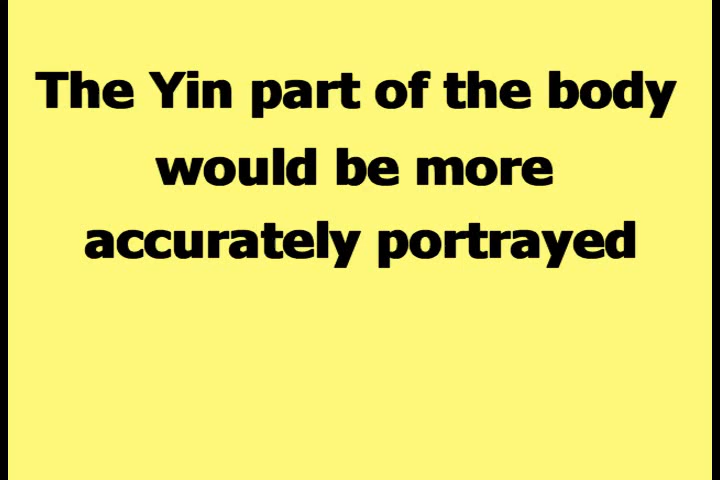 The Yin part of the body
would be more
accurately portrayed